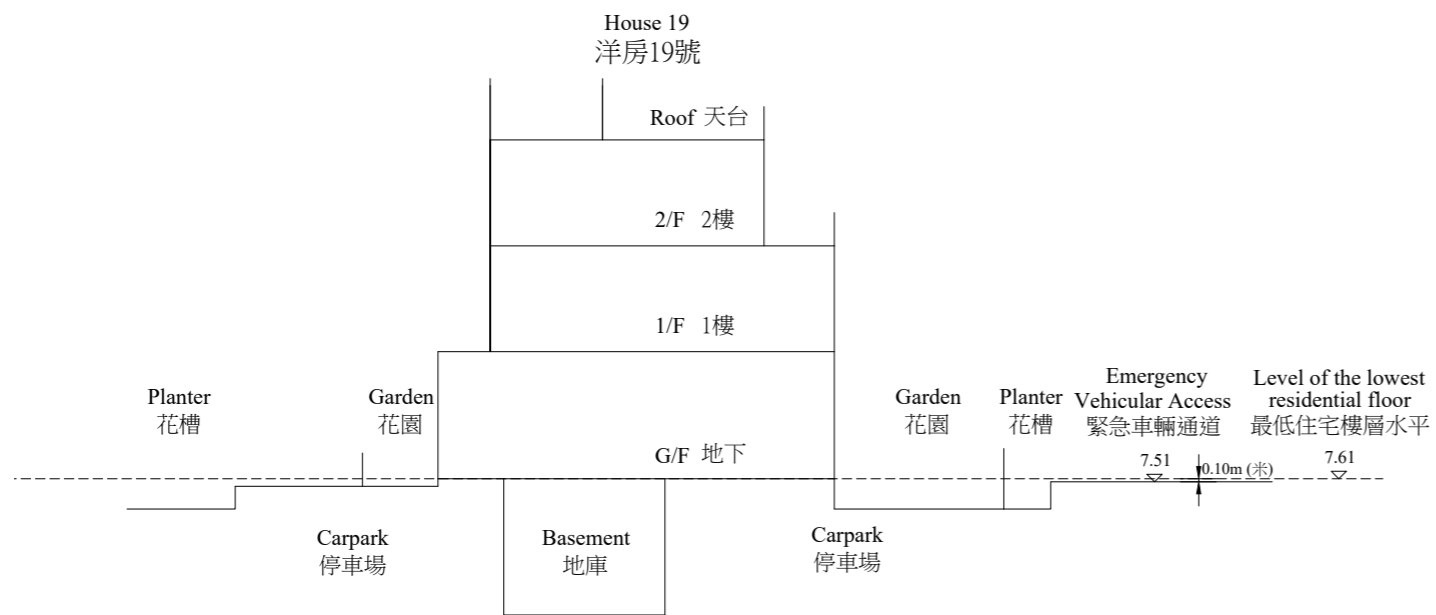 House 19
洋房19號
Roof 天台
2/F 2樓
1/F 1樓
Planter
花槽
Garden
花園
G/F 地下
Garden
花園
Planter
花槽
Emergency
Vehicular Access
緊急車輛通道
7.51
0.10m (米)
Level of the lowest
residential floor
最低住宅樓層水平
7.61
Carpark
停車場
Basement
地庫
Carpark
停車場